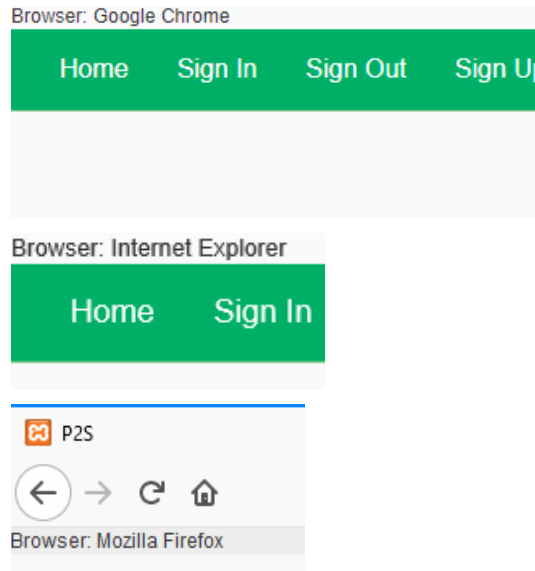 Browser: Google Chrome
Home Sign In Sign Out Sign Up
Browser: Internet Explorer
Home Sign In
P2S
Browser: Mozilla Firefox